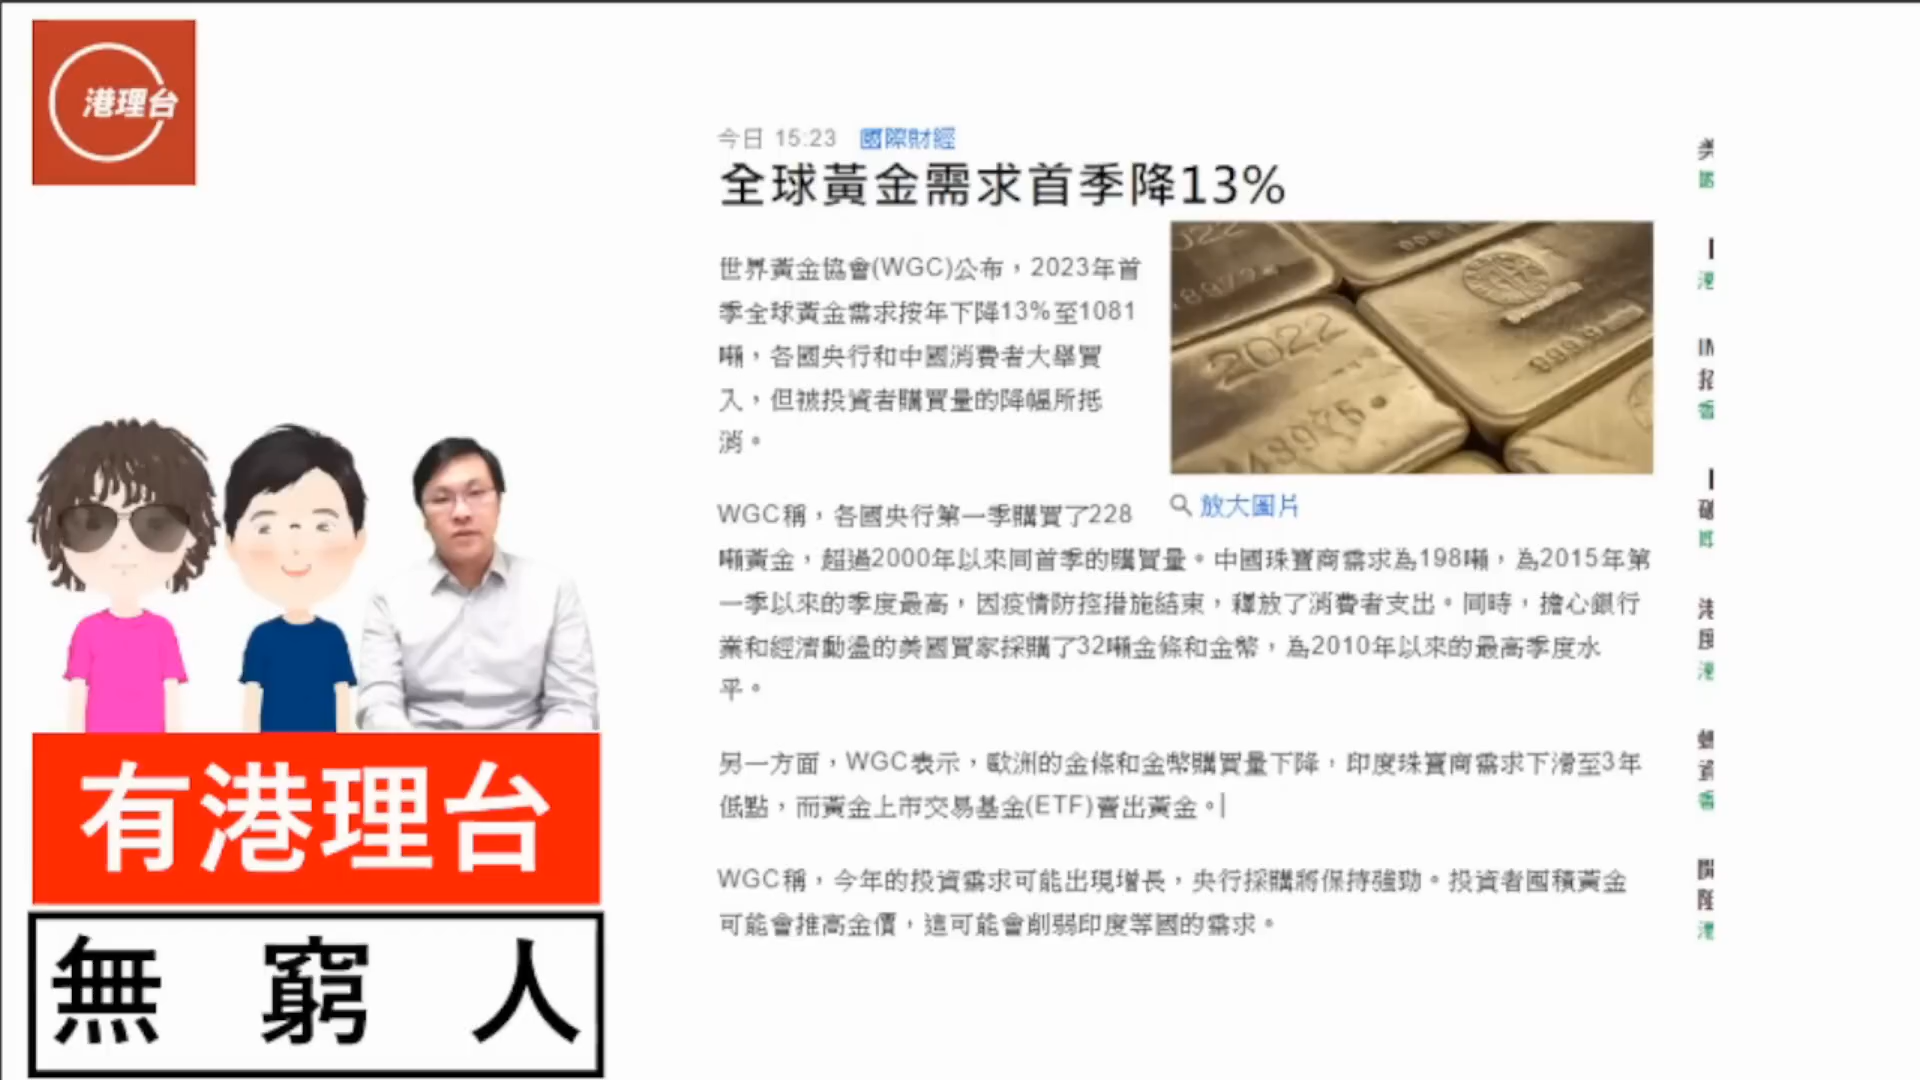 港理台
今日 15:23 國際財經
全球黃金需求首季降13%
世界黃金協會(WGC)公布，2023年首
季全球黃金需求按年下降13%至1081
噸，各國央行和中國消費者大舉買
入，但被投資者購買量的降幅所抵
消。
2022
999.9
2022
放大圖片
WGC稱，各國央行第一季購買了228
噸黃金，超過2000年以來同首季的購買量。中國珠寶商需求為198噸，為2015年第
一季以來的季度最高，因疫情防控措施結束，釋放了消費者支出。同時，擔心銀行
業和經濟動盪的美國買家採購了32噸金條和金幣，為2010年以來的最高季度水
平。
另一方面，WGC表示，歐洲的金條和金幣購買量下降，印度珠寶商需求下滑至3年
低點，而黃金上市交易基金(ETF)賣出黃金。
WGC稱，今年的投資需求可能出現增長，央行採購將保持強勁。投資者囤積黃金
可能會推高金價，這可能會削弱印度等國的需求。
有港理台
無窮人